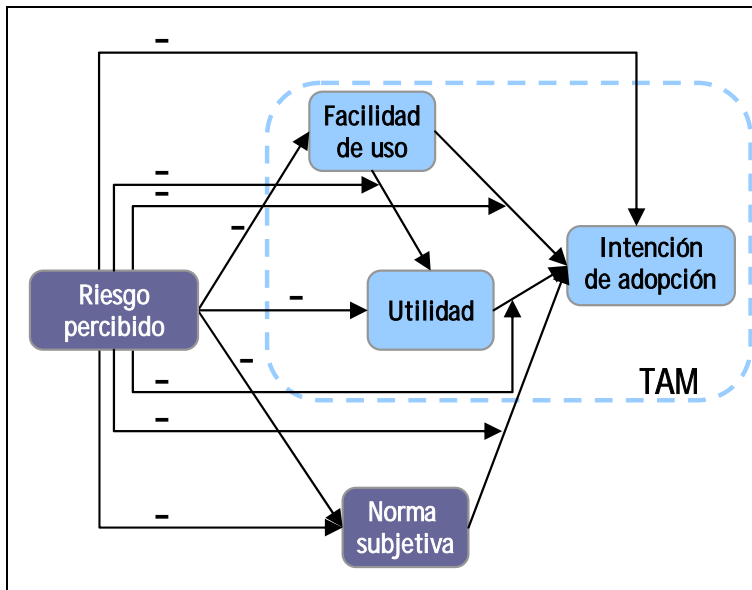 -
Facilidad
de uso
-
-
-
Intención
de adopción
Riesgo
percibido
-
Utilidad
-
TAM
-
-
Norma
subjetiva
-